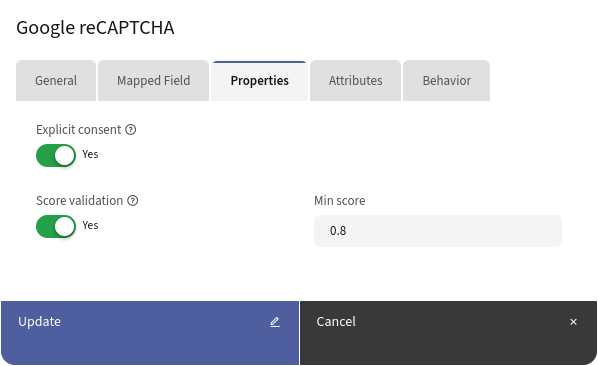 Google reCAPTCHA
General
Mapped Field
Properties
Attributes
Behavior
Explicit consent
Yes
Score validation
Min score
Yes
0.8
Update
Cancel